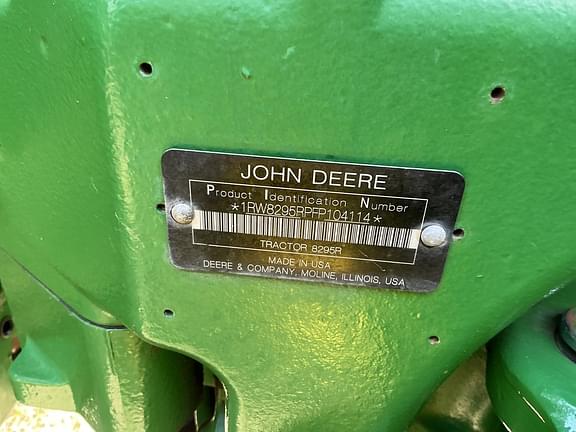 JOHN DEERE
Product Identification Number
*1RW8295RPFP104114*
TRACTOR 8295R
MADE IN USA
DEERE & COMPANY, MOLINE, ILLINOIS, USA